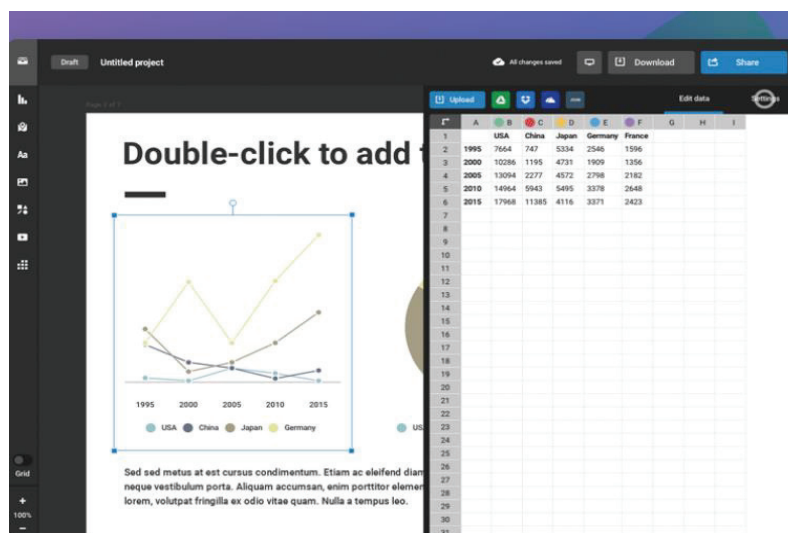 Draft Untitled project All changes saved Download Share
Page 1 of 1
Upload Edit data Settings
A B C D E F G H I
1 USA China Japan Germany France
2 1995 7664 747 5334 2546 1596
3 2000 10286 1195 4731 1909 1356
4 2005 13094 2277 4572 2798 2182
5 2010 14964 5943 5495 3378 2648
6 2015 17968 11385 4116 3371 2423
7
8
9
10
11
12
13
14
15
16
17
18
19
20
21
22
23
24
25
26
27
28
29
30
31
Aa
Double-click to add t
1995 2000 2005 2010 2015
USA China Japan Germany
US
Sed sed metus at est cursus condimentum. Etiam ac eleifend diam
neque vestibulum porta. Aliquam accumsan, enim porttitor elemen
lorem, volutpat fringilla ex odio vitae quam. Nulla a tempus leo.
Grid
+
100%
−